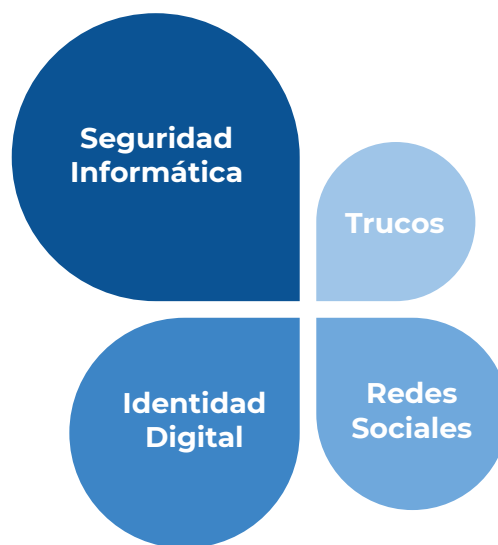 Seguridad
Informática
Trucos
Identidad
Digital
Redes
Sociales